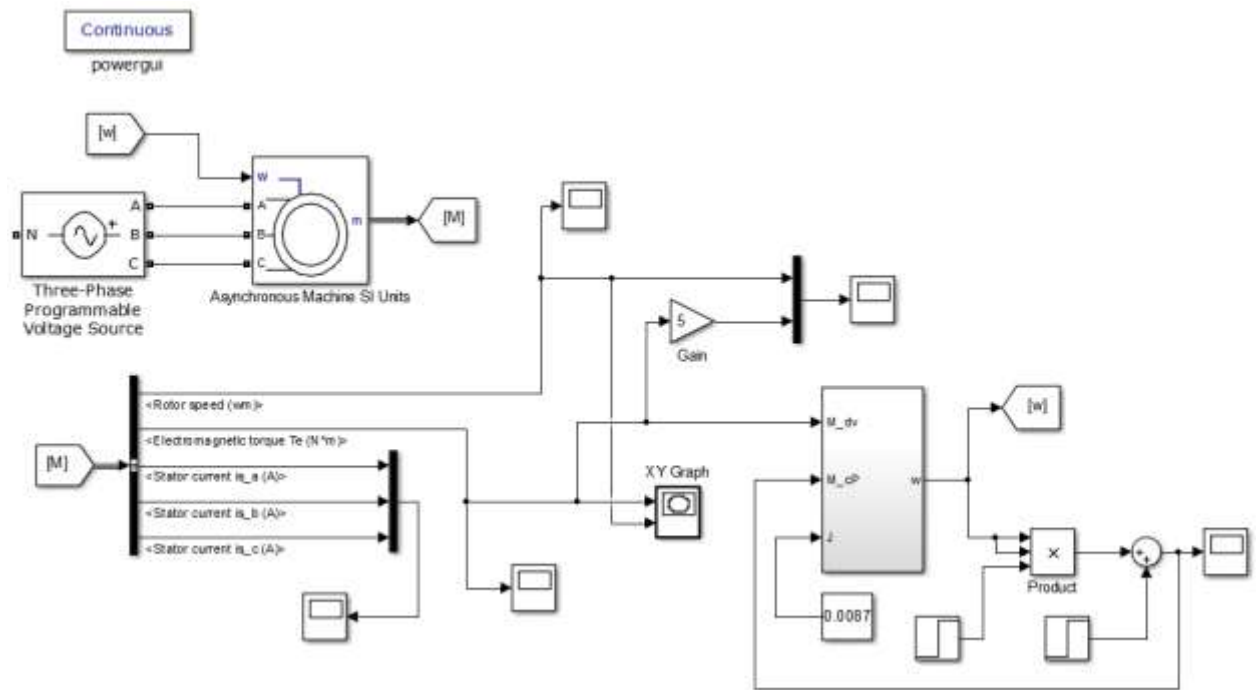 Continuous
powergui
[w]
w
A
A
m
[M]
N
+
B
B
C
C
Three-Phase
Programmable
Voltage Source
Asynchronous Machine SI Units
5
Gain
<Rotor speed (wm)>
<Electromagnetic torque Te (N*m)>
[M]
<Stator current is_a (A)>
<Stator current is_b (A)>
<Stator current is_c (A)>
XY Graph
M_dv
M_cP
w
J
[w]
×
Product
+
+
0.0087